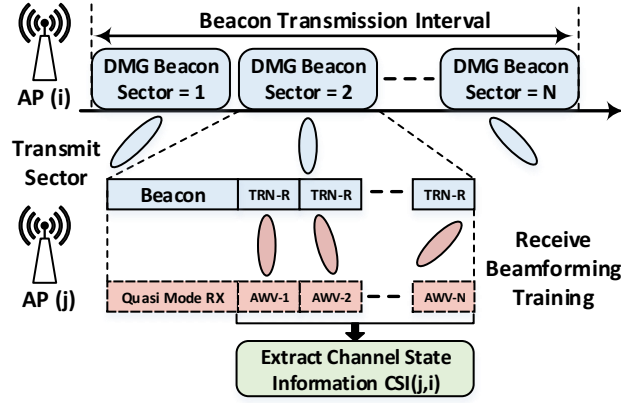 Beacon Transmission Interval
AP (i)
DMG Beacon
Sector = 1
DMG Beacon
Sector = 2
DMG Beacon
Sector = N
Transmit
Sector
Beacon
TRN-R
TRN-R
TRN-R
AP (j)
Receive
Beamforming
Training
Quasi Mode RX
AWV-1
AWV-2
AWV-N
Extract Channel State
Information CSI(j,i)